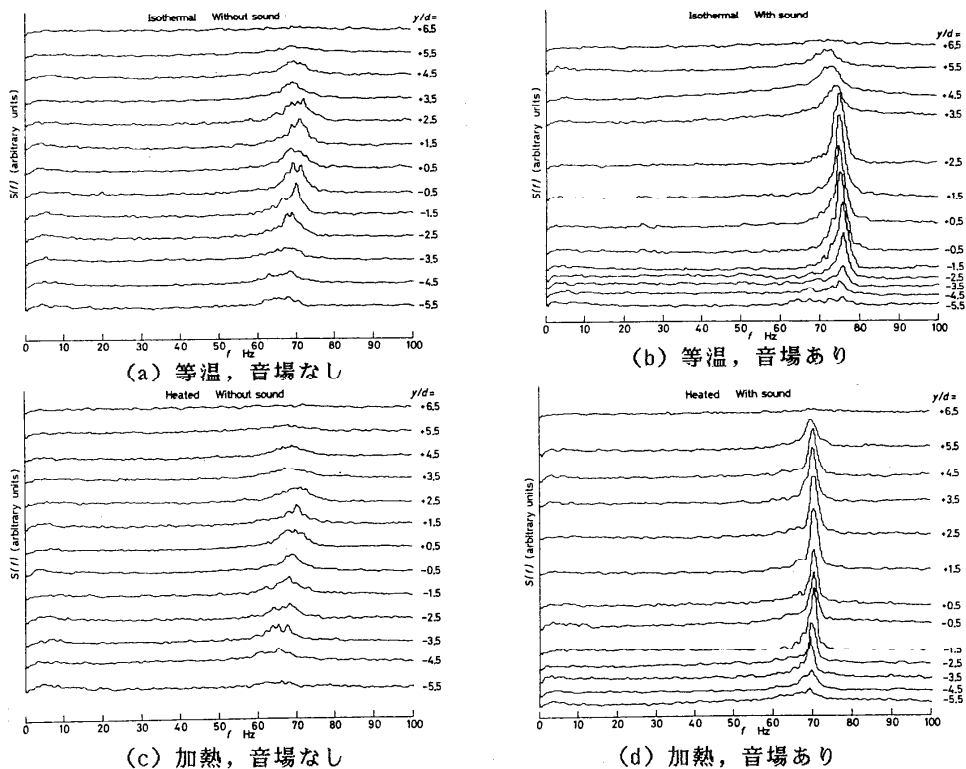 Isothermal Without sound y/d=
+6.5
+5.5
+4.5
+3.5
+2.5
+1.5
+0.5
-0.5
-1.5
-2.5
-3.5
-4.5
-5.5
S(f) (arbitrary units)
0 10 20 30 40 50 60 70 80 90 100
f Hz
(a) 等温，音場なし
Isothermal With sound y/d=
+6.5
+5.5
+4.5
+3.5
+2.5
+1.5
+0.5
-0.5
-1.5
-2.5
-3.5
-4.5
-5.5
S(f) (arbitrary units)
0 10 20 30 40 50 60 70 80 90 100
f Hz
(b) 等温，音場あり
Heated Without sound y/d=
+6.5
+5.5
+4.5
+3.5
+2.5
+1.5
+0.5
-0.5
-1.5
-2.5
-3.5
-4.5
-5.5
S(f) (arbitrary units)
0 10 20 30 40 50 60 70 80 90 100
f Hz
(c) 加熱，音場なし
Heated With sound y/d=
+6.5
+5.5
+4.5
+3.5
+2.5
+1.5
+0.5
-0.5
-1.5
-2.5
-3.5
-4.5
-5.5
S(f) (arbitrary units)
0 10 20 30 40 50 60 70 80 90 100
f Hz
(d) 加熱，音場あり